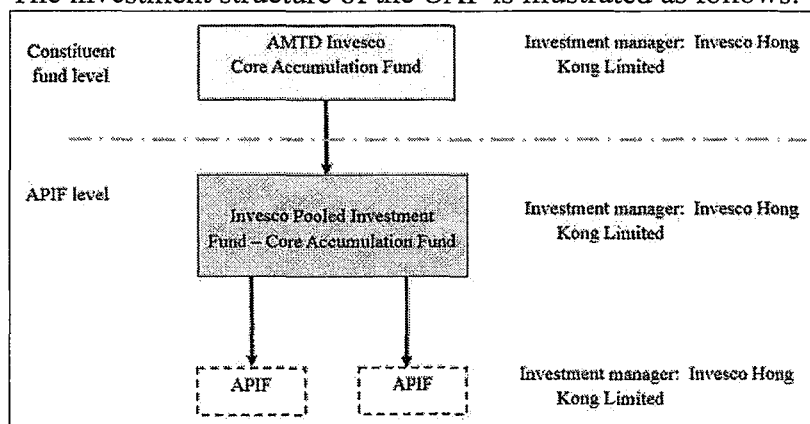 The investment structure of the CAF is illustrated as follows:
Constituent
fund level
AMTD Invesco
Core Accumulation Fund
Investment manager: Invesco Hong
Kong Limited
APIF level
Invesco Pooled Investment
Fund – Core Accumulation Fund
Investment manager: Invesco Hong
Kong Limited
APIF
APIF
Investment manager: Invesco Hong
Kong Limited